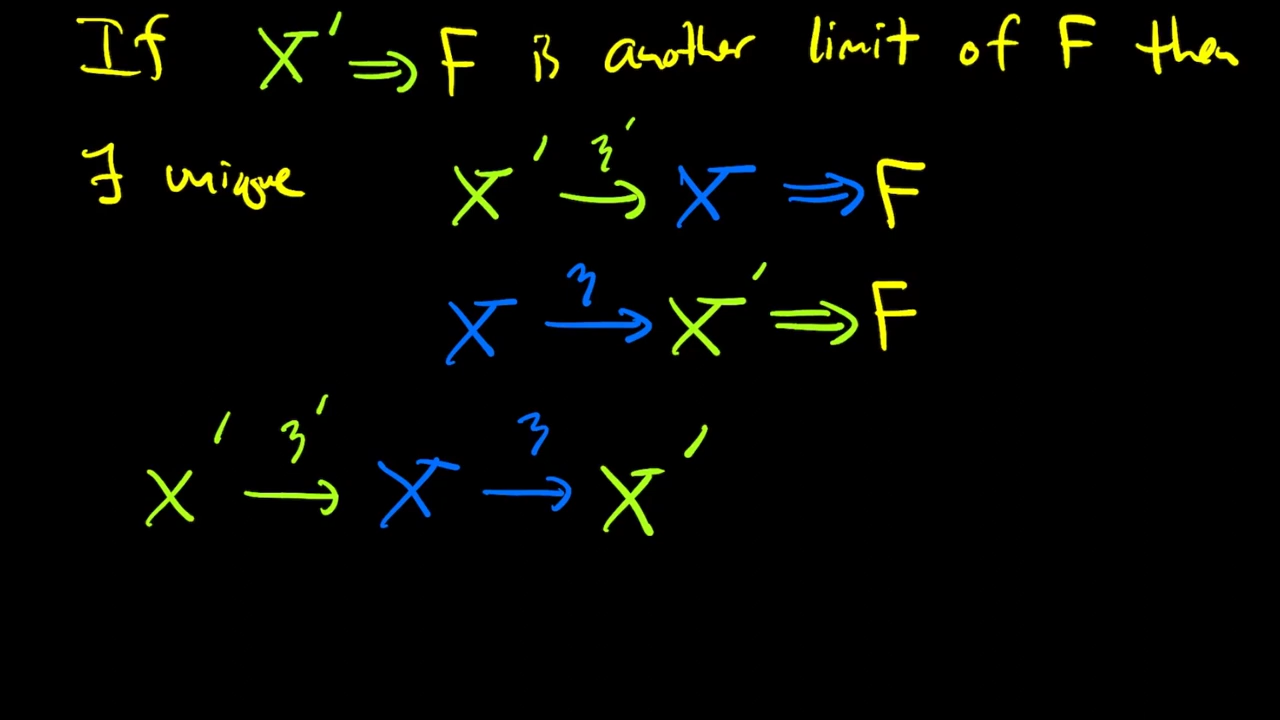 If X' ⇒ F is another limit of F then
∃ unique X' →^{ʒ'} X ⇒ F
X →^{ʒ} X' ⇒ F
X' →^{ʒ'} X →^{ʒ} X'